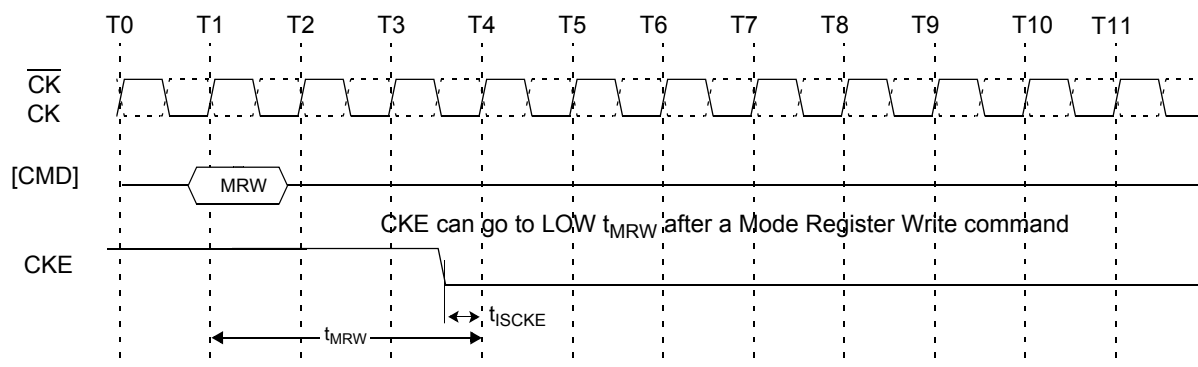 T0 T1 T2 T3 T4 T5 T6 T7 T8 T9 T10 T11
CK
CK
[CMD] MRW
CKE can go to LOW tMRW after a Mode Register Write command
CKE
tISCKE
tMRW